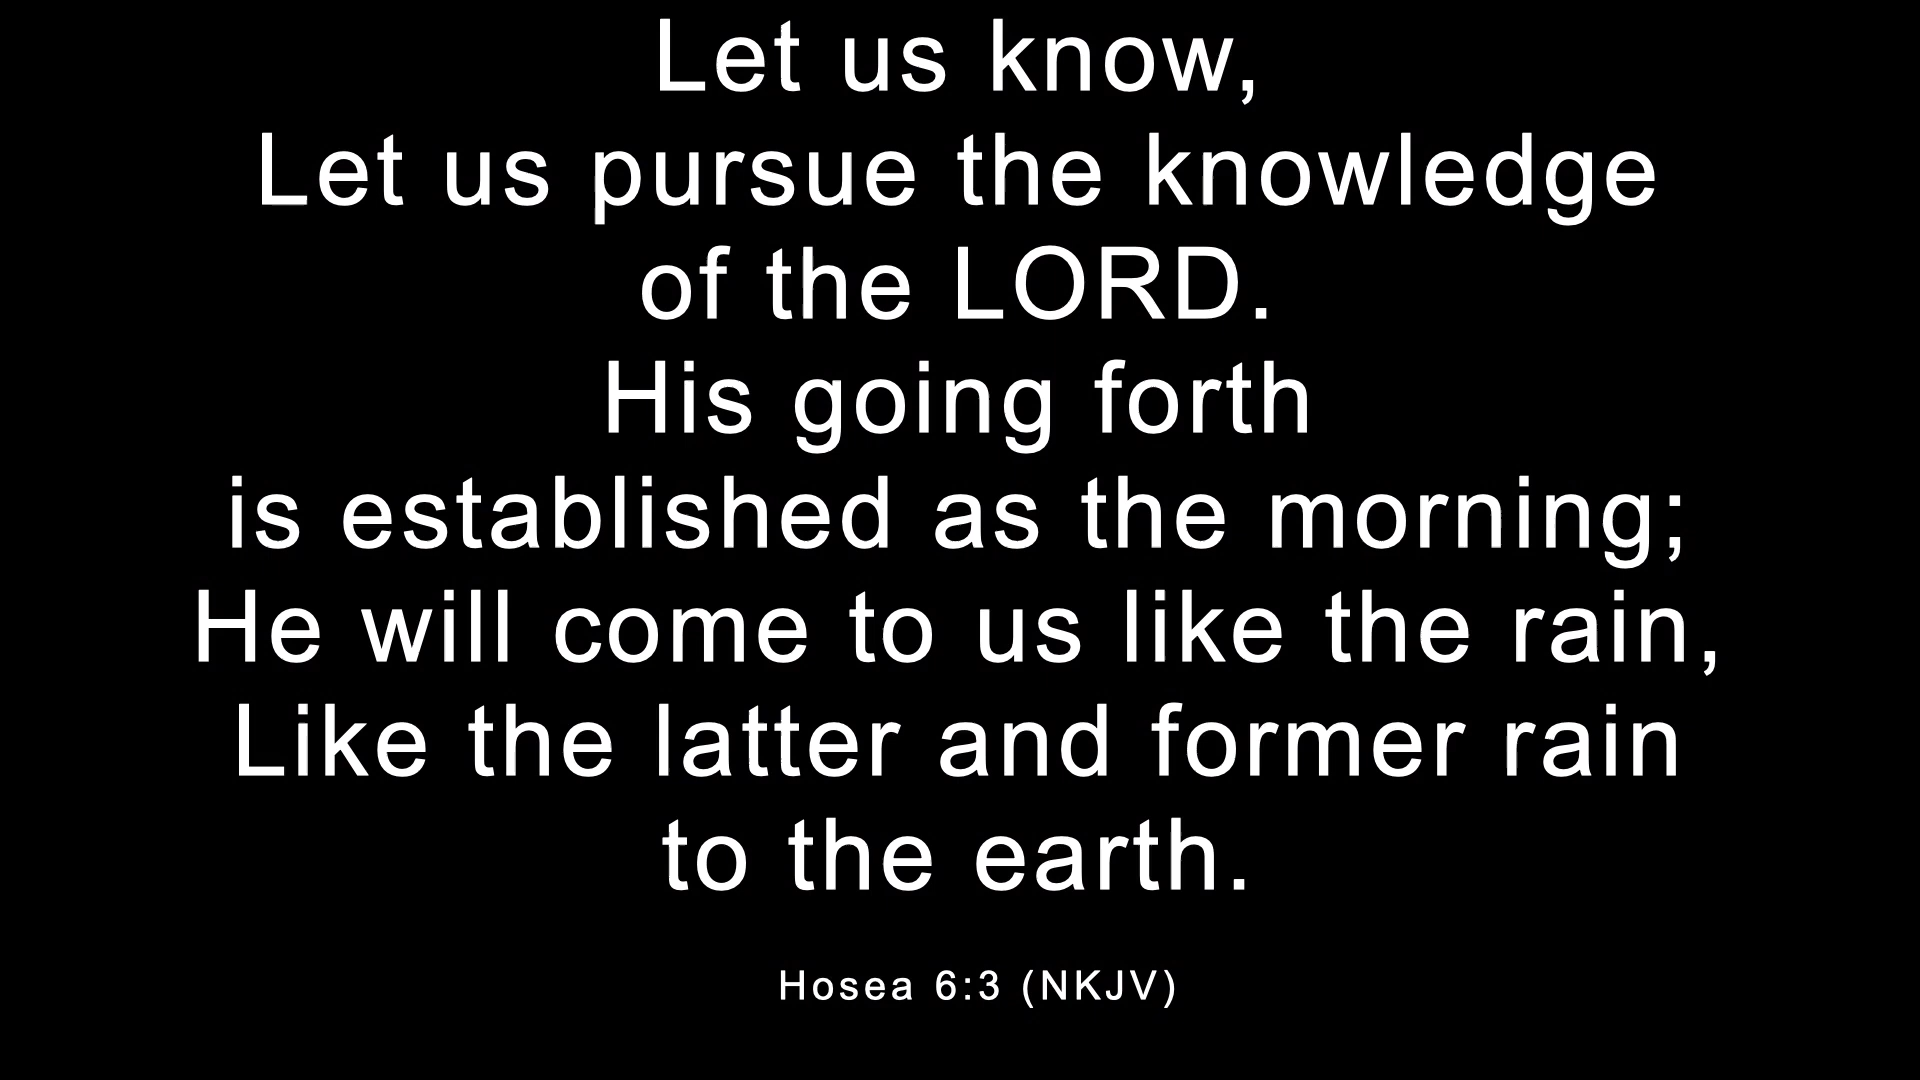 Let us know,
Let us pursue the knowledge
of the LORD.
His going forth
is established as the morning;
He will come to us like the rain,
Like the latter and former rain
to the earth.
Hosea 6:3 (NKJV)